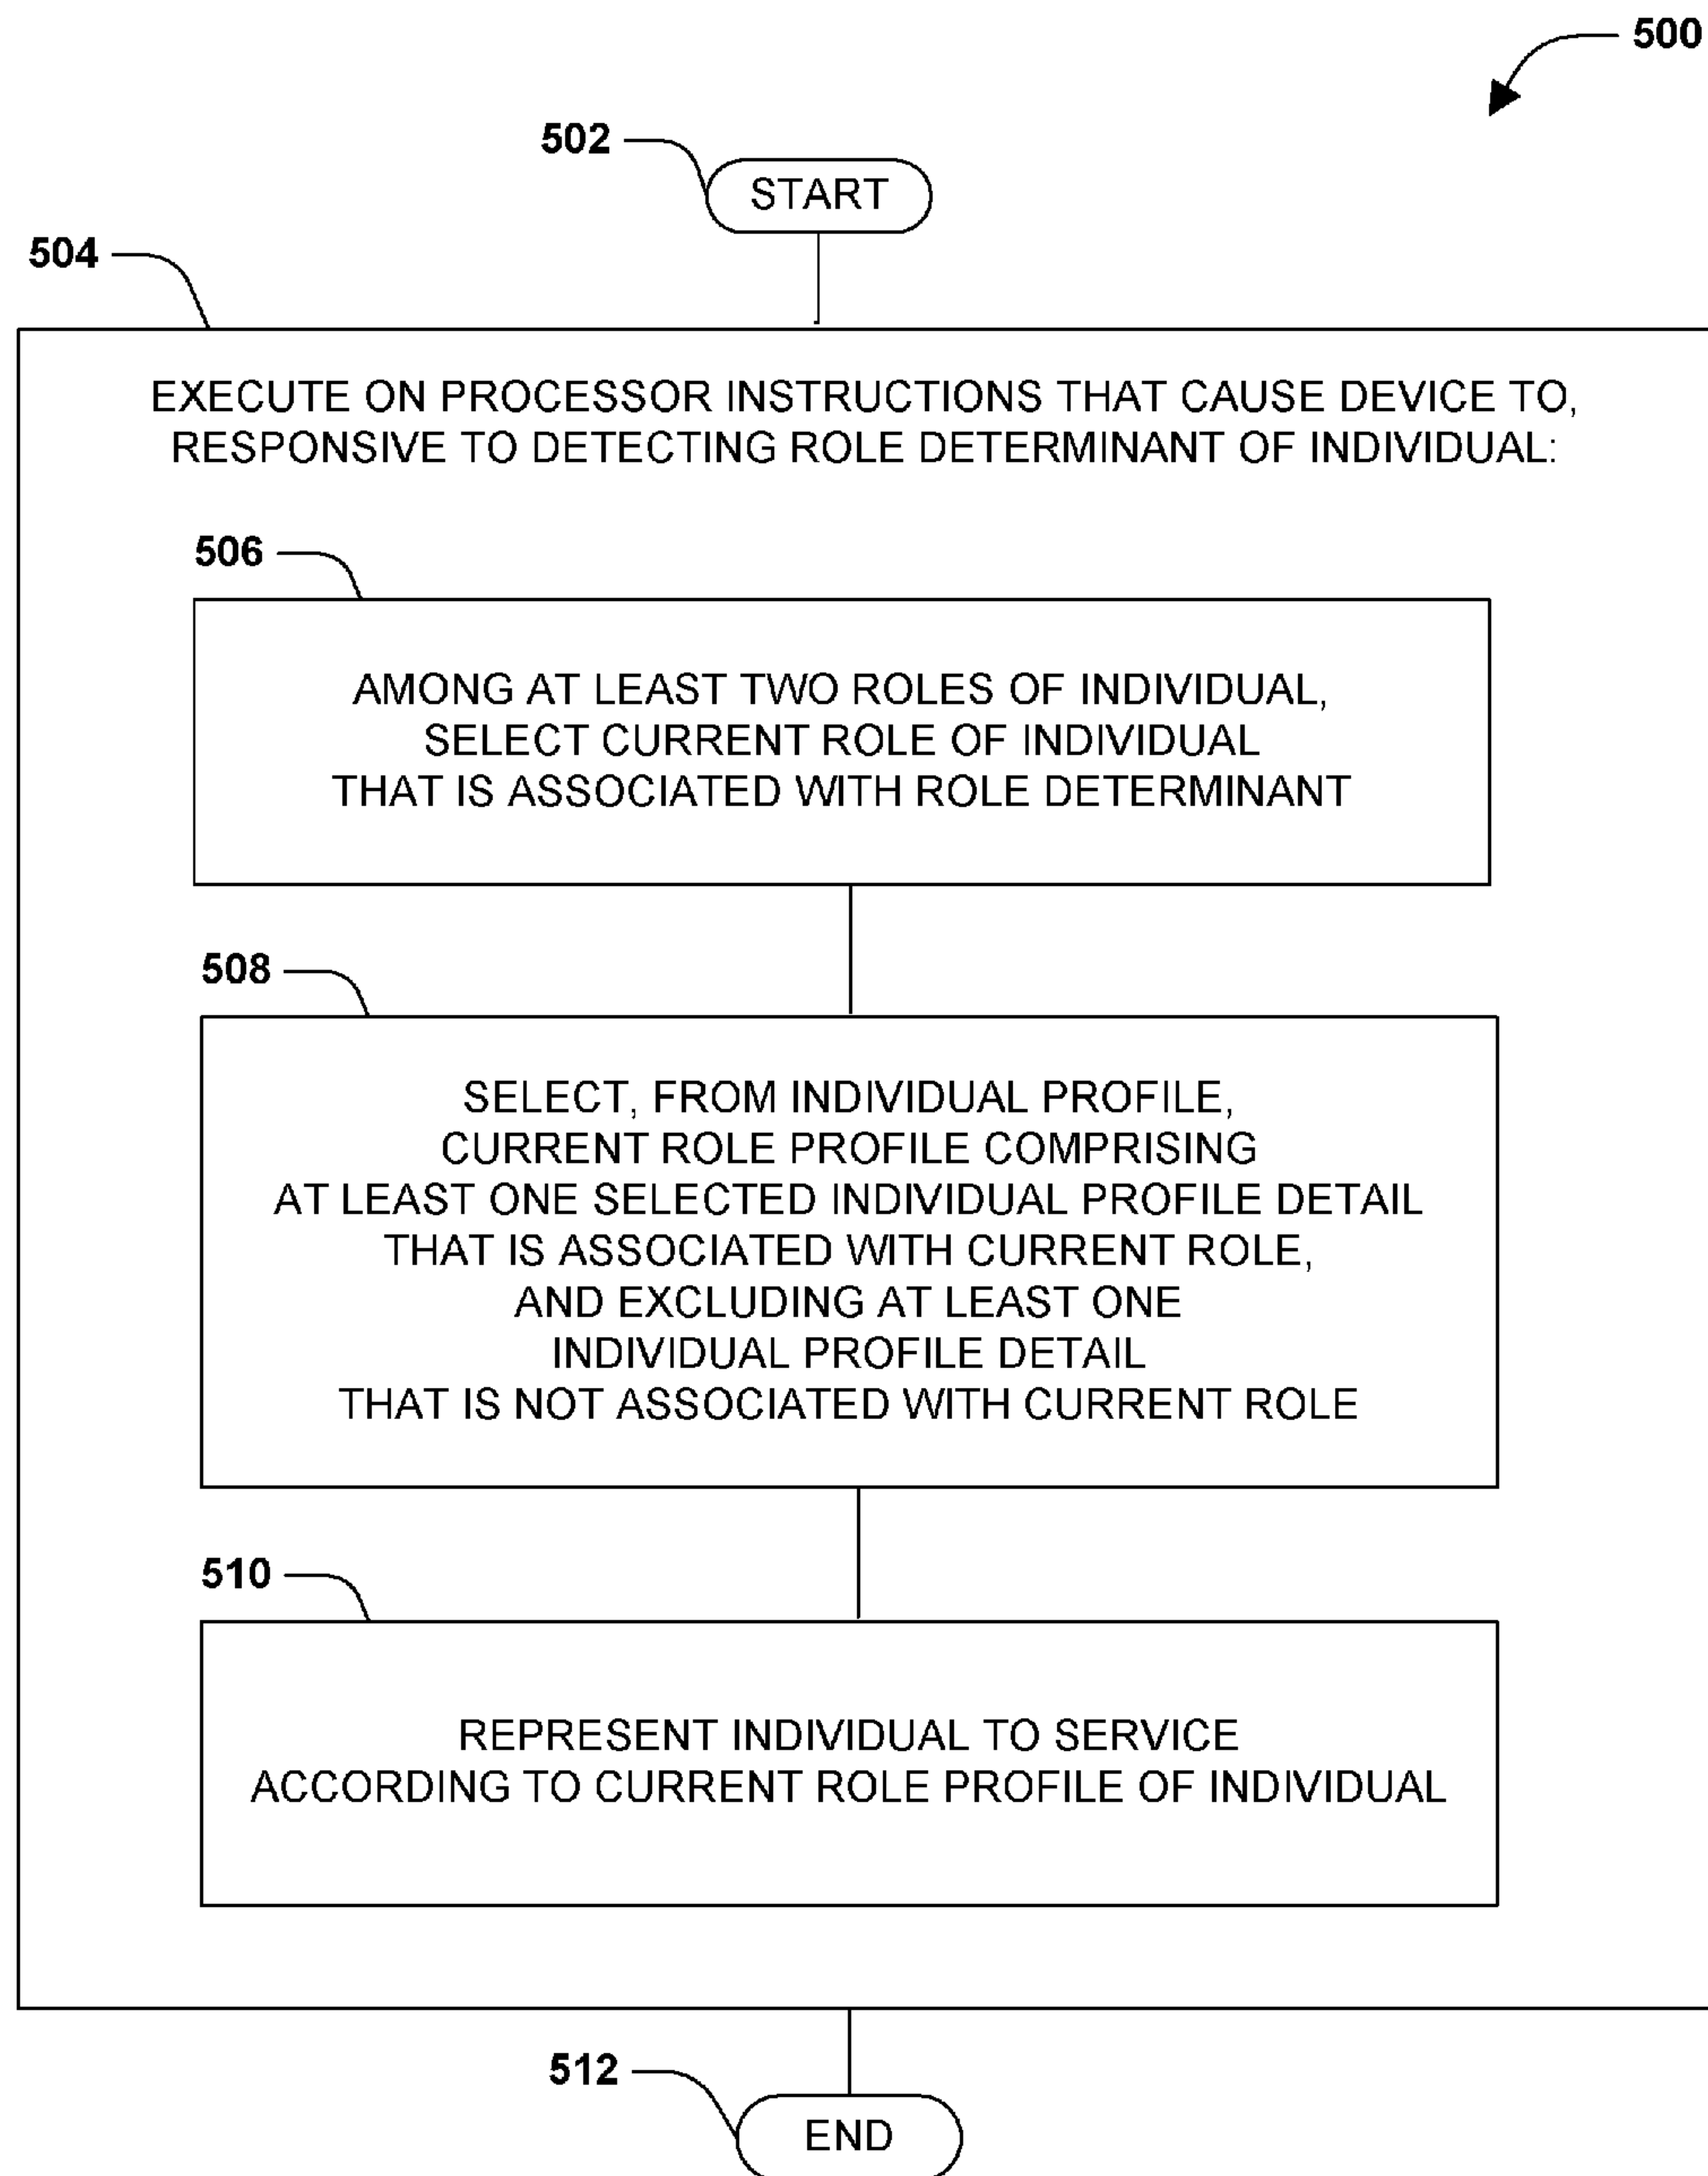 500
502
START
504
EXECUTE ON PROCESSOR INSTRUCTIONS THAT CAUSE DEVICE TO,
RESPONSIVE TO DETECTING ROLE DETERMINANT OF INDIVIDUAL:
506
AMONG AT LEAST TWO ROLES OF INDIVIDUAL,
SELECT CURRENT ROLE OF INDIVIDUAL
THAT IS ASSOCIATED WITH ROLE DETERMINANT
508
SELECT, FROM INDIVIDUAL PROFILE,
CURRENT ROLE PROFILE COMPRISING
AT LEAST ONE SELECTED INDIVIDUAL PROFILE DETAIL
THAT IS ASSOCIATED WITH CURRENT ROLE,
AND EXCLUDING AT LEAST ONE
INDIVIDUAL PROFILE DETAIL
THAT IS NOT ASSOCIATED WITH CURRENT ROLE
510
REPRESENT INDIVIDUAL TO SERVICE
ACCORDING TO CURRENT ROLE PROFILE OF INDIVIDUAL
512
END